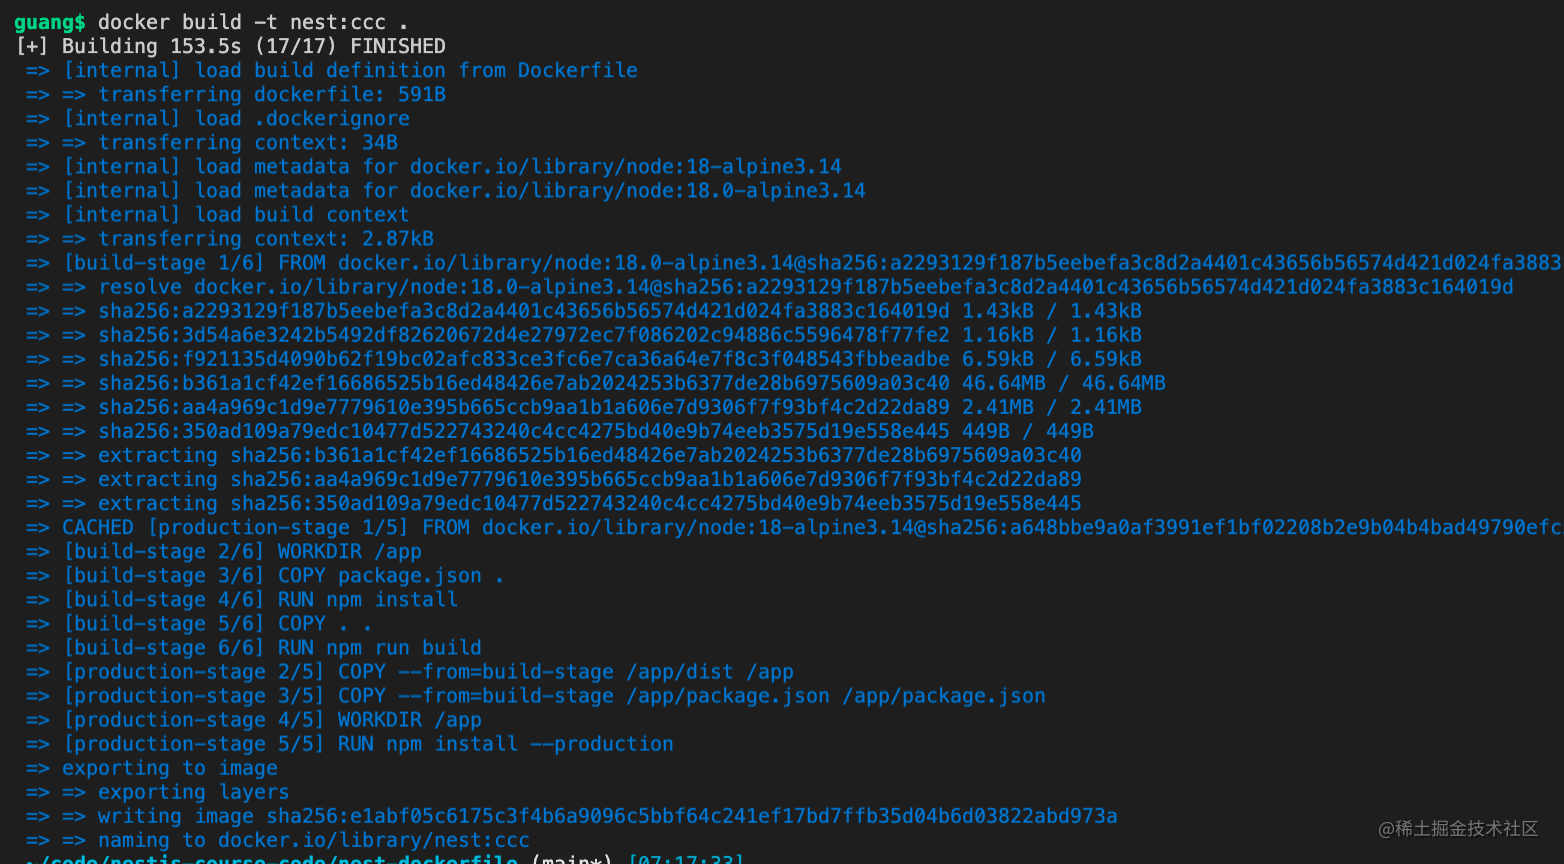 guang$ docker build -t nest:ccc .
[+] Building 153.5s (17/17) FINISHED
=> [internal] load build definition from Dockerfile
=> => transferring dockerfile: 591B
=> [internal] load .dockerignore
=> => transferring context: 34B
=> [internal] load metadata for docker.io/library/node:18-alpine3.14
=> [internal] load metadata for docker.io/library/node:18.0-alpine3.14
=> [internal] load build context
=> => transferring context: 2.87kB
=> [build-stage 1/6] FROM docker.io/library/node:18.0-alpine3.14@sha256:a2293129f187b5eebefa3c8d2a4401c43656b56574d421d024fa3883
=> => resolve docker.io/library/node:18.0-alpine3.14@sha256:a2293129f187b5eebefa3c8d2a4401c43656b56574d421d024fa3883c164019d
=> => sha256:a2293129f187b5eebefa3c8d2a4401c43656b56574d421d024fa3883c164019d 1.43kB / 1.43kB
=> => sha256:3d54a6e3242b5492df82620672d4e27972ec7f086202c94886c5596478f77fe2 1.16kB / 1.16kB
=> => sha256:f921135d4090b62f19bc02afc833ce3fc6e7ca36a64e7f8c3f048543fbbeadbe 6.59kB / 6.59kB
=> => sha256:b361a1cf42ef16686525b16ed48426e7ab2024253b6377de28b6975609a03c40 46.64MB / 46.64MB
=> => sha256:aa4a969c1d9e7779610e395b665ccb9aa1b1a606e7d9306f7f93bf4c2d22da89 2.41MB / 2.41MB
=> => sha256:350ad109a79edc10477d522743240c4cc4275bd40e9b74eeb3575d19e558e445 449B / 449B
=> => extracting sha256:b361a1cf42ef16686525b16ed48426e7ab2024253b6377de28b6975609a03c40
=> => extracting sha256:aa4a969c1d9e7779610e395b665ccb9aa1b1a606e7d9306f7f93bf4c2d22da89
=> => extracting sha256:350ad109a79edc10477d522743240c4cc4275bd40e9b74eeb3575d19e558e445
=> CACHED [production-stage 1/5] FROM docker.io/library/node:18-alpine3.14@sha256:a648bbe9a0af3991ef1bf02208b2e9b04b4bad49790efc
=> [build-stage 2/6] WORKDIR /app
=> [build-stage 3/6] COPY package.json .
=> [build-stage 4/6] RUN npm install
=> [build-stage 5/6] COPY . .
=> [build-stage 6/6] RUN npm run build
=> [production-stage 2/5] COPY --from=build-stage /app/dist /app
=> [production-stage 3/5] COPY --from=build-stage /app/package.json /app/package.json
=> [production-stage 4/5] WORKDIR /app
=> [production-stage 5/5] RUN npm install --production
=> exporting to image
=> => exporting layers
=> => writing image sha256:e1abf05c6175c3f4b6a9096c5bbf64c241ef17bd7ffb35d04b6d03822abd973a
=> => naming to docker.io/library/nest:ccc
~/code/nestjs-course-code/nest-dockerfile (main*) [07:17:33]
@稀土掘金技术社区